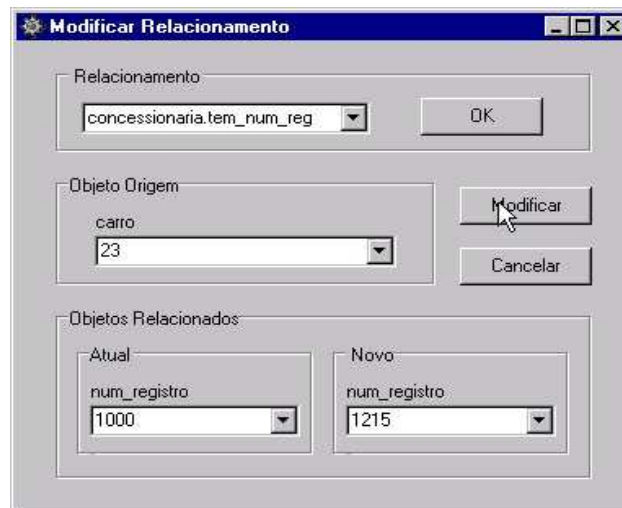 Modificar Relacionamento
Relacionamento
concessionaria.tem_num_reg
OK
Objeto Origem
carro
23
Modificar
Cancelar
Objetos Relacionados
Atual
Novo
num_registro
num_registro
1000
1215